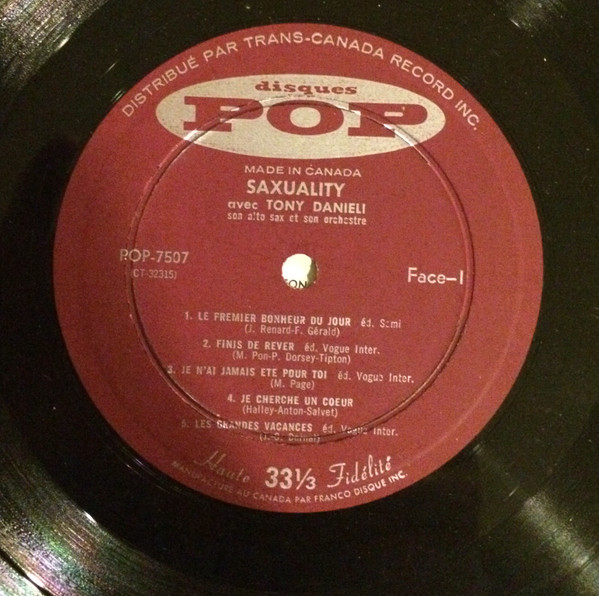 DISTRIBUÉ PAR TRANS-CANADA RECORD INC.
disques
POP
MADE IN CANADA
SAXUALITY
avec TONY DANIELI
son alto sax et son orchestre
POP-7507
(CT-32315)
Face-I
1. LE PREMIER BONHEUR DU JOUR éd. Semi
(J. Renard-F. Gérald)
2. FINIS DE REVER éd. Vogue Inter.
(M. Pon-P. Dorsey-Tipton)
3. JE N'AI JAMAIS ETE POUR TOI éd. Vogue Inter.
(M. Page)
4. JE CHERCHE UN COEUR
(Halley-Anton-Salvet)
5. LES GRANDES VACANCES éd. Vogue Inter.
Haute 33 1/3 Fidélité
MANUFACTURÉ AU CANADA PAR FRANCO DISQUE INC.